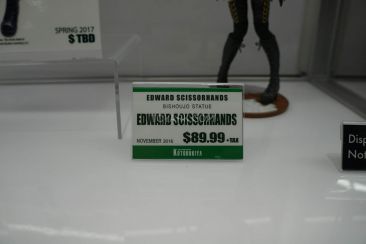 SPRING 2017
$ TBD
EDWARD SCISSORHANDS
BISHOUJO STATUE
EDWARD SCISSORHANDS
NOVEMBER 2016 $89.99 +TAX
KOTOBUKIYA
Disp
Not